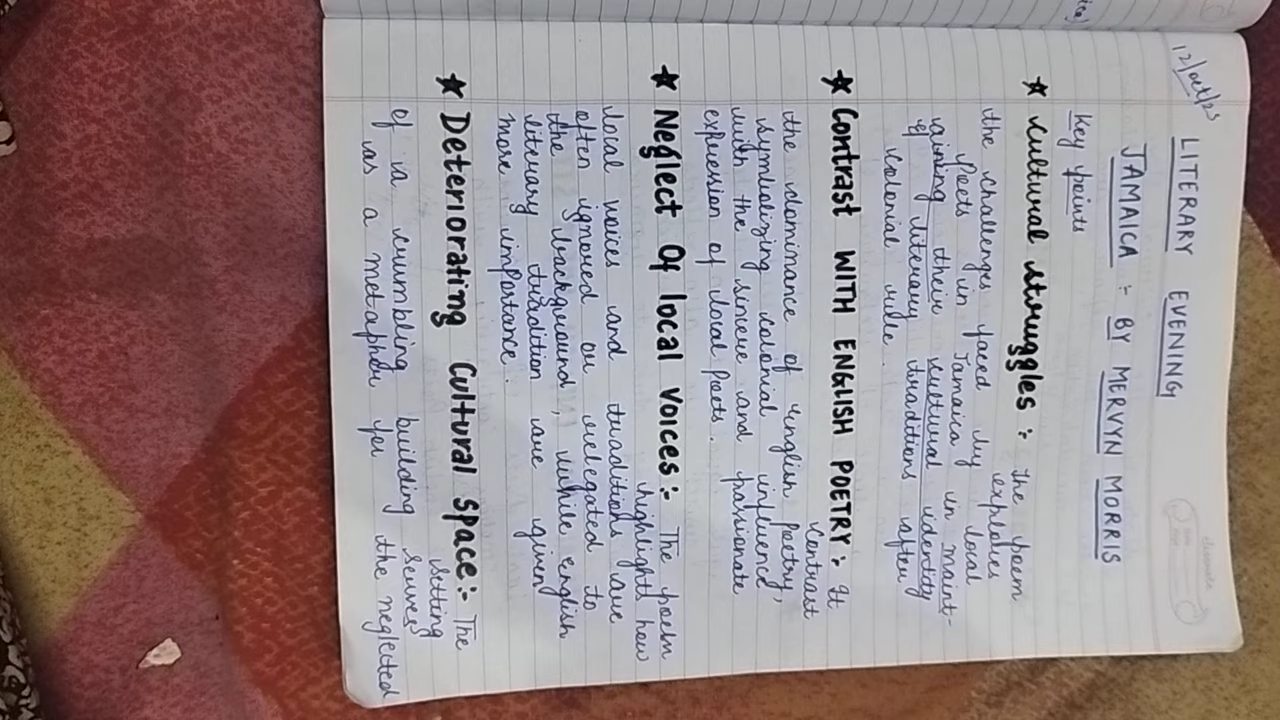 12/oct/25
LITERARY EVENING
JAMAICA :- BY MERVYN MORRIS
Key points
★ Cultural struggles :- The poem
explores
the challenges faced by local
Poets in Jamaica in maint-
aining their cultural identity
& literary traditions after
colonial rule.
★ Contrast WITH ENGLISH POETRY :- It
Contrast
the dominance of english Poetry,
symbolizing colonial influence,
with the sincere and passionate
expression of local Poets.
★ Neglect Of local voices :- The poem
highlight how
local voices and traditions are
often ignored or relegated to
the background, while english
literary tradition are given
more importance.
★ Deteriorating Cultural Space :- The
setting
of a crumbling building serves
as a metaphor for the neglected